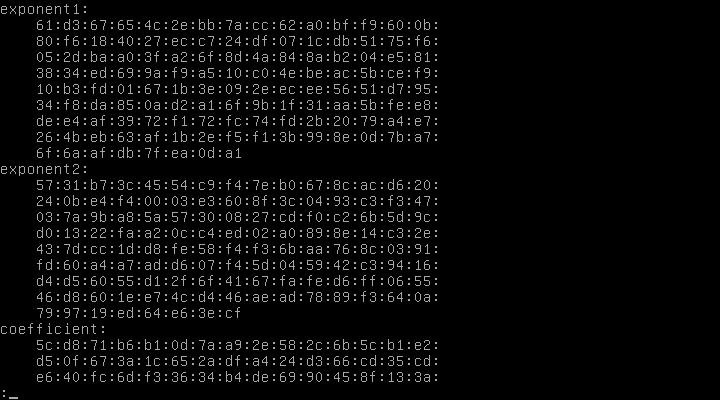 exponent1:
61:d3:67:65:4c:2e:bb:7a:cc:62:a0:bf:f9:60:0b:
80:f6:18:40:27:ec:c7:24:df:07:1c:db:51:75:f6:
05:2d:ba:a0:3f:a2:6f:8d:4a:84:8a:b2:04:e5:81:
38:34:ed:69:9a:f9:a5:10:c0:4e:be:ac:5b:ce:f9:
10:b3:fd:01:67:1b:3e:09:2e:ec:ee:56:51:d7:95:
34:f8:da:85:0a:d2:a1:6f:9b:1f:31:aa:5b:fe:e8:
de:e4:af:39:72:f1:72:fc:74:fd:2b:20:79:a4:e7:
26:4b:eb:63:af:1b:2e:f5:f1:3b:99:8e:0d:7b:a7:
6f:6a:af:db:7f:ea:0d:a1
exponent2:
57:31:b7:3c:45:54:c9:f4:7e:b0:67:8c:ac:d6:20:
24:0b:e4:f4:00:03:e3:60:8f:3c:04:93:c3:f3:47:
03:7a:9b:a8:5a:57:30:08:27:cd:f0:c2:6b:5d:9c:
d0:13:22:fa:a2:0c:c4:ed:02:a0:89:8e:14:c3:2e:
43:7d:cc:1d:d8:fe:58:f4:f3:6b:aa:76:8c:03:91:
fd:60:a4:a7:ad:d6:07:f4:5d:04:59:42:c3:94:16:
d4:d5:60:55:d1:2f:6f:41:67:fa:fe:d6:ff:06:55:
46:d8:60:1e:e7:4c:d4:46:ae:ad:78:89:f3:64:0a:
79:97:19:ed:64:e6:3e:cf
coefficient:
5c:d8:71:b6:b1:0d:7a:a9:2e:58:2c:6b:5c:b1:e2:
d5:0f:67:3a:1c:65:2a:df:a4:24:d3:66:cd:35:cd:
e6:40:fc:6d:f3:36:34:b4:de:69:90:45:8f:13:3a:
:_